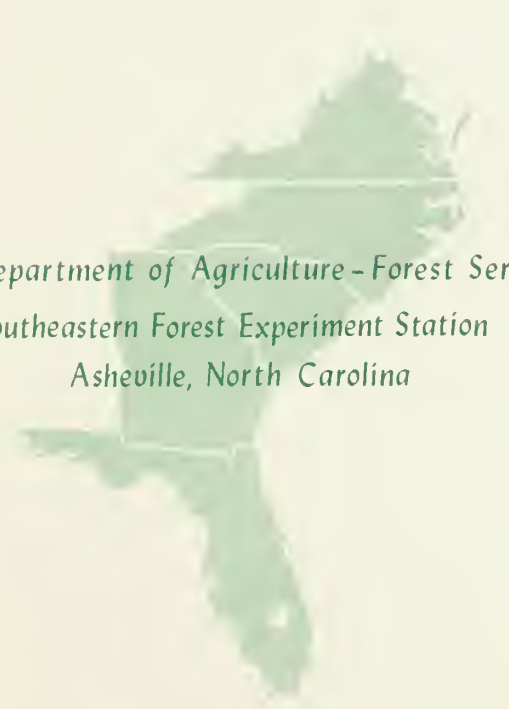 epartment of Agriculture - Forest Ser
utheastern Forest Experiment Station
Asheville, North Carolina